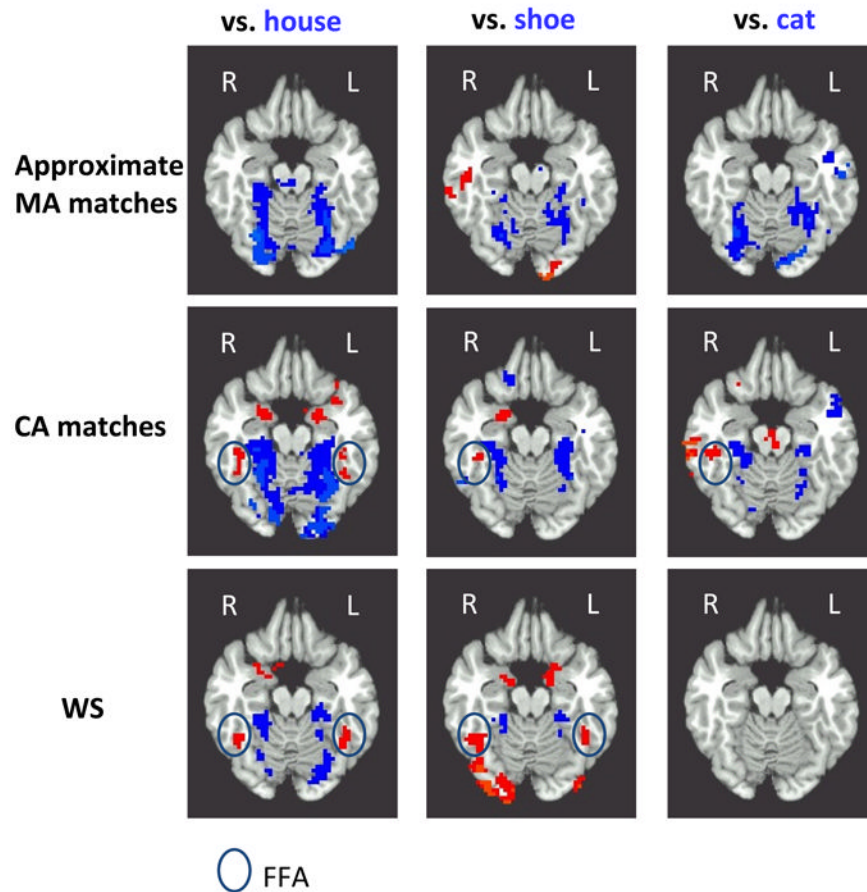 vs. house vs. shoe vs. cat
R L R L R L
Approximate
MA matches
R L R L R L
CA matches
R L R L R L
WS
FFA